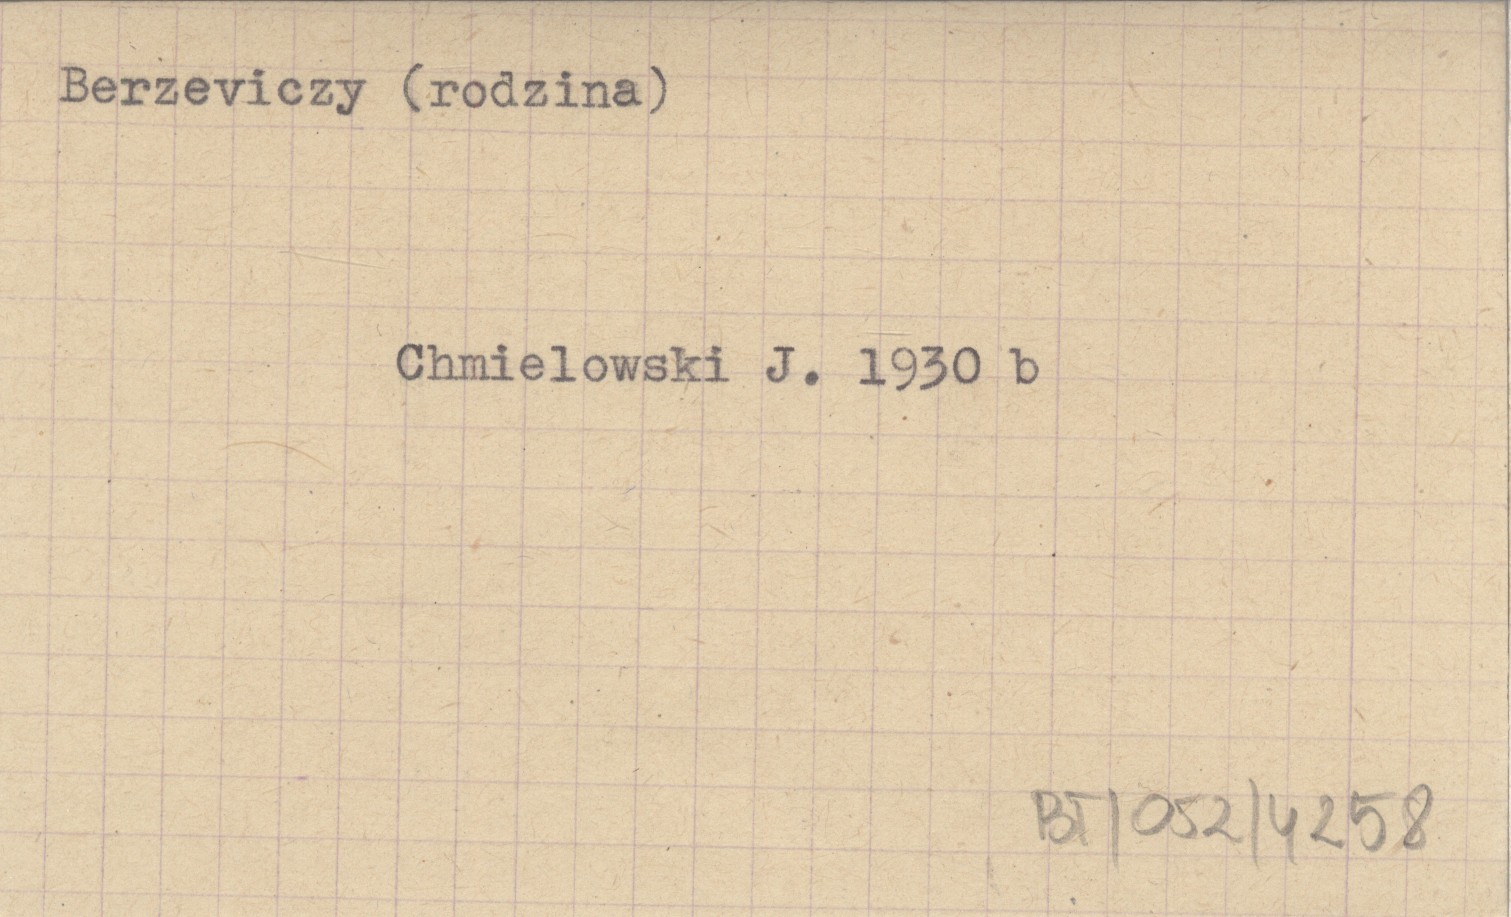 Berzeviczy (rodzina)
Chmielowski J. 1930 b
BT/052/4258